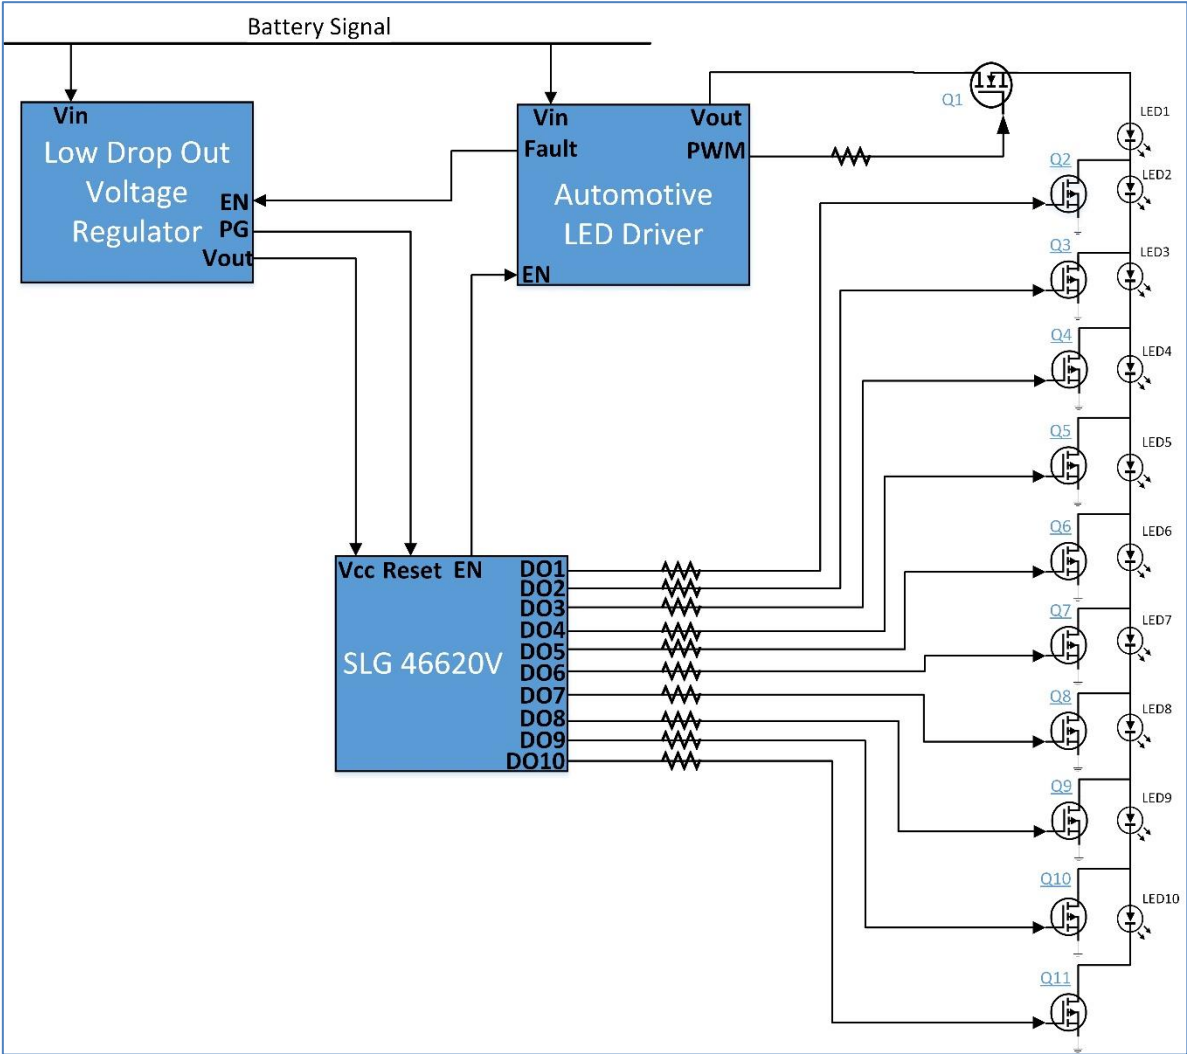 Battery Signal
Vin
Low Drop Out
Voltage
Regulator
EN
PG
Vout
Vin
Vout
Fault
PWM
Automotive
LED Driver
EN
Q1
LED1
Q2
LED2
Q3
LED3
Q4
LED4
Q5
LED5
Q6
LED6
Q7
LED7
Q8
LED8
Q9
LED9
Q10
LED10
Q11
Vcc Reset EN
DO1
DO2
DO3
DO4
DO5
DO6
DO7
DO8
DO9
DO10
SLG 46620V